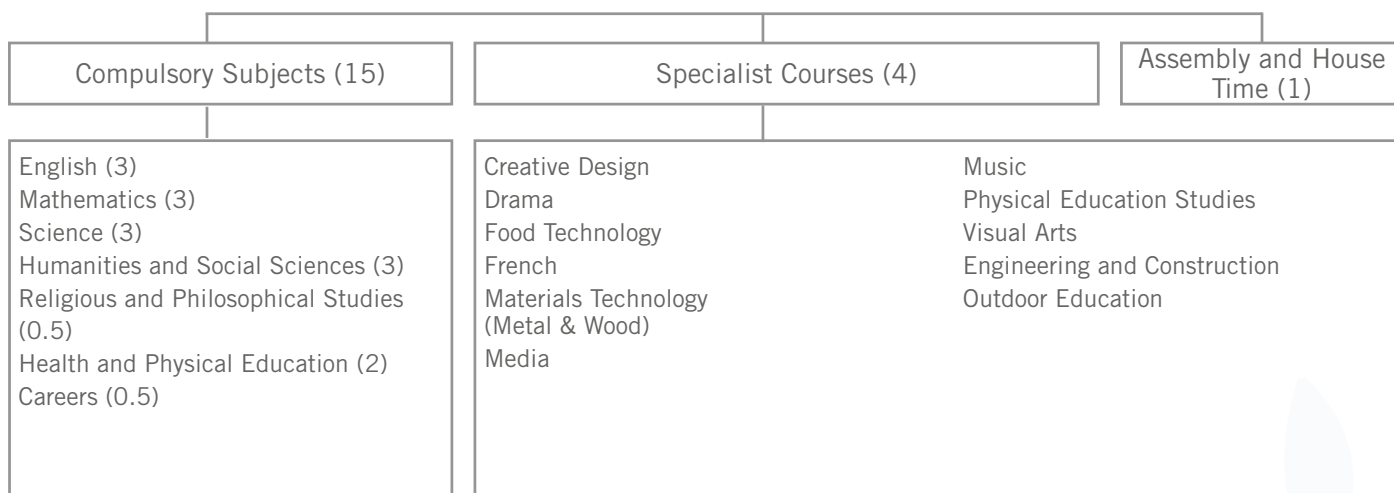 Compulsory Subjects (15)
Specialist Courses (4)
Assembly and House
Time (1)
English (3)
Mathematics (3)
Science (3)
Humanities and Social Sciences (3)
Religious and Philosophical Studies
(0.5)
Health and Physical Education (2)
Careers (0.5)
Creative Design
Drama
Food Technology
French
Materials Technology
(Metal & Wood)
Media
Music
Physical Education Studies
Visual Arts
Engineering and Construction
Outdoor Education